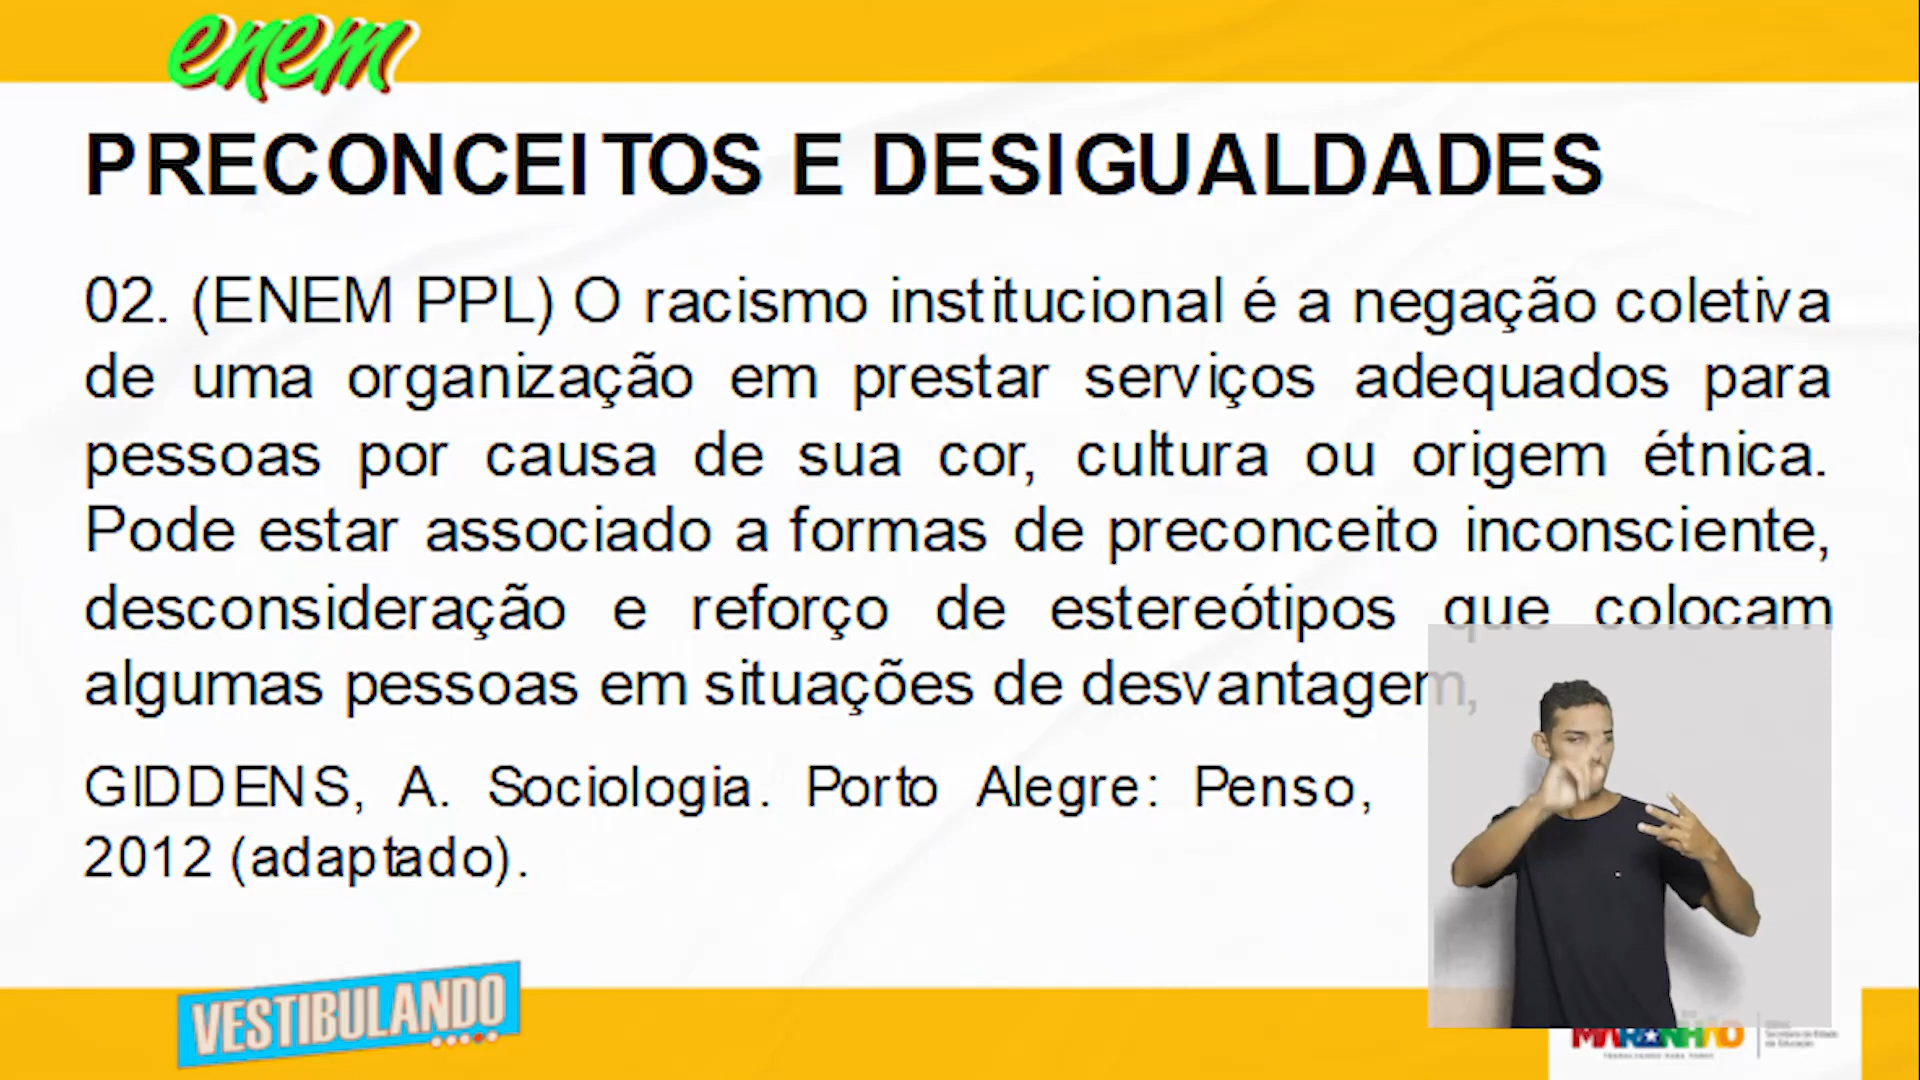 enem
PRECONCEITOS E DESIGUALDADES
02. (ENEM PPL) O racismo institucional é a negação coletiva
de uma organização em prestar serviços adequados para
pessoas por causa de sua cor, cultura ou origem étnica.
Pode estar associado a formas de preconceito inconsciente,
desconsideração e reforço de estereótipos que colocam
algumas pessoas em situações de desvantagem,
GIDDENS, A. Sociologia. Porto Alegre: Penso,
2012 (adaptado).
VESTIBULANDO
MARANHÃO